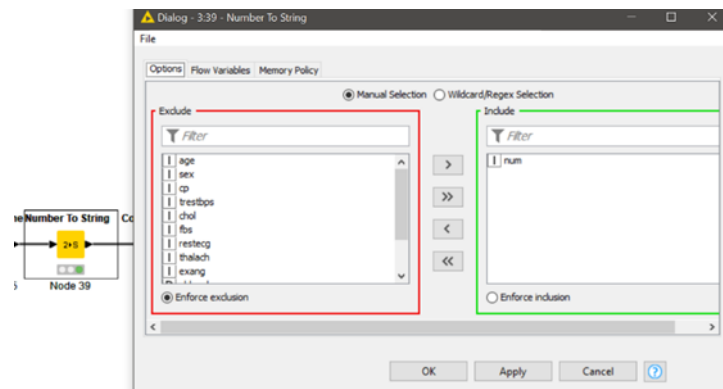 Dialog - 3:39 - Number To String
File
Options Flow Variables Memory Policy
Manual Selection Wildcard/Regex Selection
Exclude
Filter
I age
I sex
I cp
I trestbps
I chol
I fbs
I restecg
I thalach
I exang
Enforce exclusion
>
>>
<
<<
Include
Filter
I num
Enforce inclusion
OK Apply Cancel ?
Number To String
2▸S
Node 39